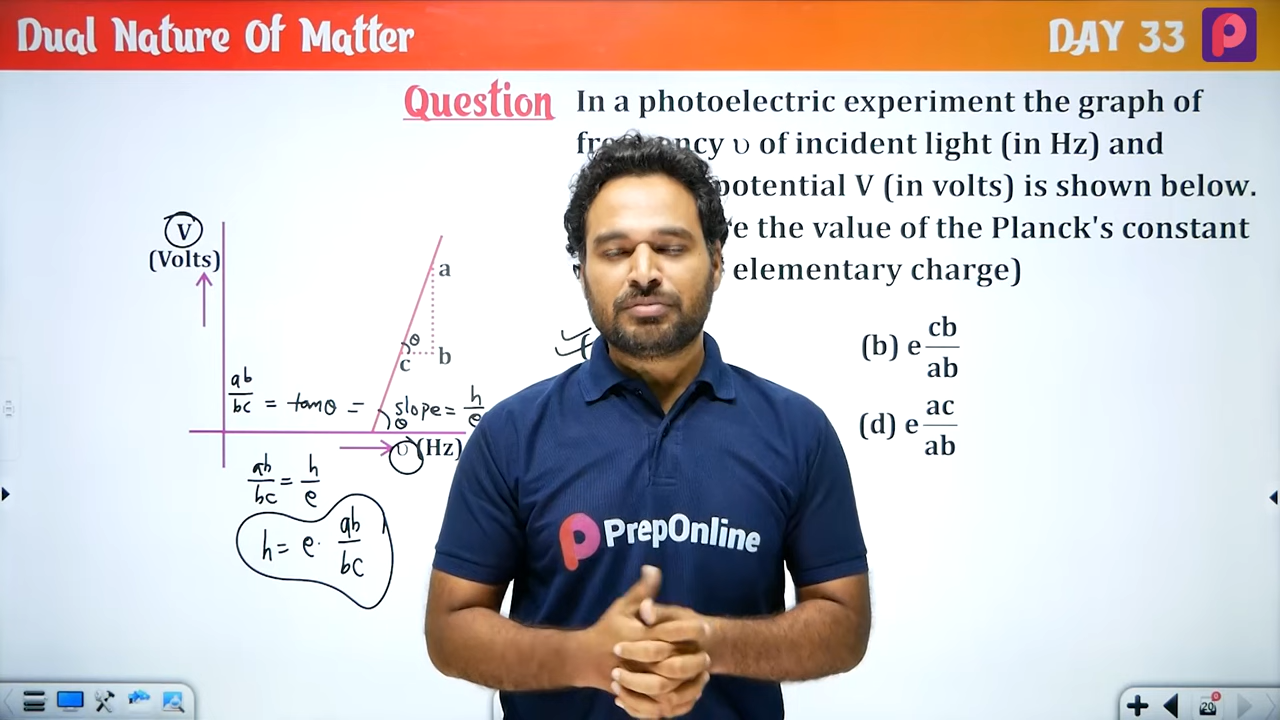 Dual Nature Of Matter
DAY 33
Question
In a photoelectric experiment the graph of
υ of incident light (in Hz) and
potential V (in volts) is shown below.
the value of the Planck's constant
elementary charge)
V
(Volts)
a
θ
c
b
ab/bc = tanθ = slope = h/e
θ
υ (Hz)
ab/bc = h/e
h = e · ab/bc
(b) e cb/ab
(d) e ac/ab
PrepOnline
20